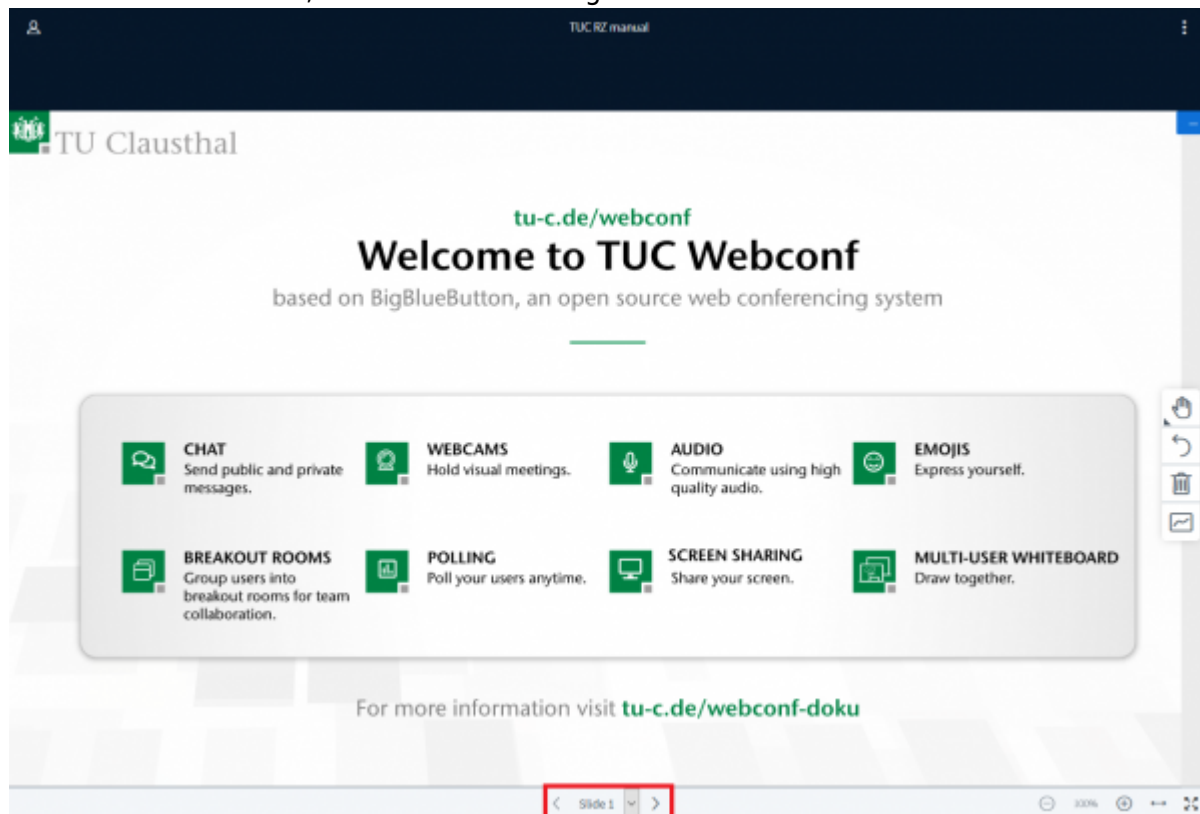 TUC RZ manual
TU Clausthal
tu-c.de/webconf
Welcome to TUC Webconf
based on BigBlueButton, an open source web conferencing system
CHAT
Send public and private
messages.
WEBCAMS
Hold visual meetings.
AUDIO
Communicate using high
quality audio.
EMOJIS
Express yourself.
BREAKOUT ROOMS
Group users into
breakout rooms for team
collaboration.
POLLING
Poll your users anytime.
SCREEN SHARING
Share your screen.
MULTI-USER WHITEBOARD
Draw together.
For more information visit tu-c.de/webconf-doku
Slide 1
100%